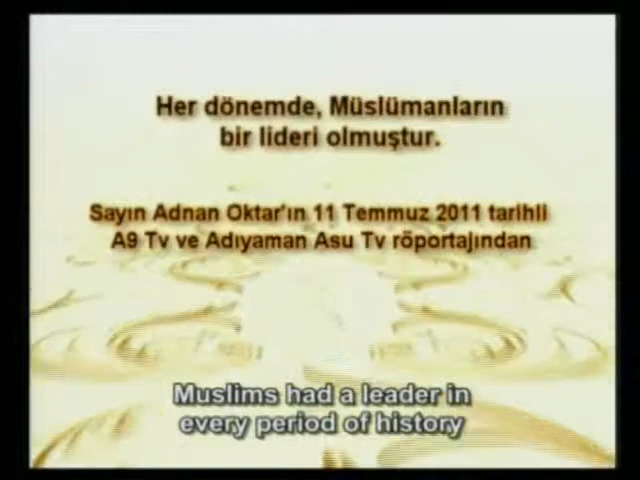 Her dönemde, Müslümanların
bir lideri olmuştur.
Sayın Adnan Oktar'ın 11 Temmuz 2011 tarihli
A9 Tv ve Adıyaman Asu Tv röportajından
Muslims had a leader in
every period of history